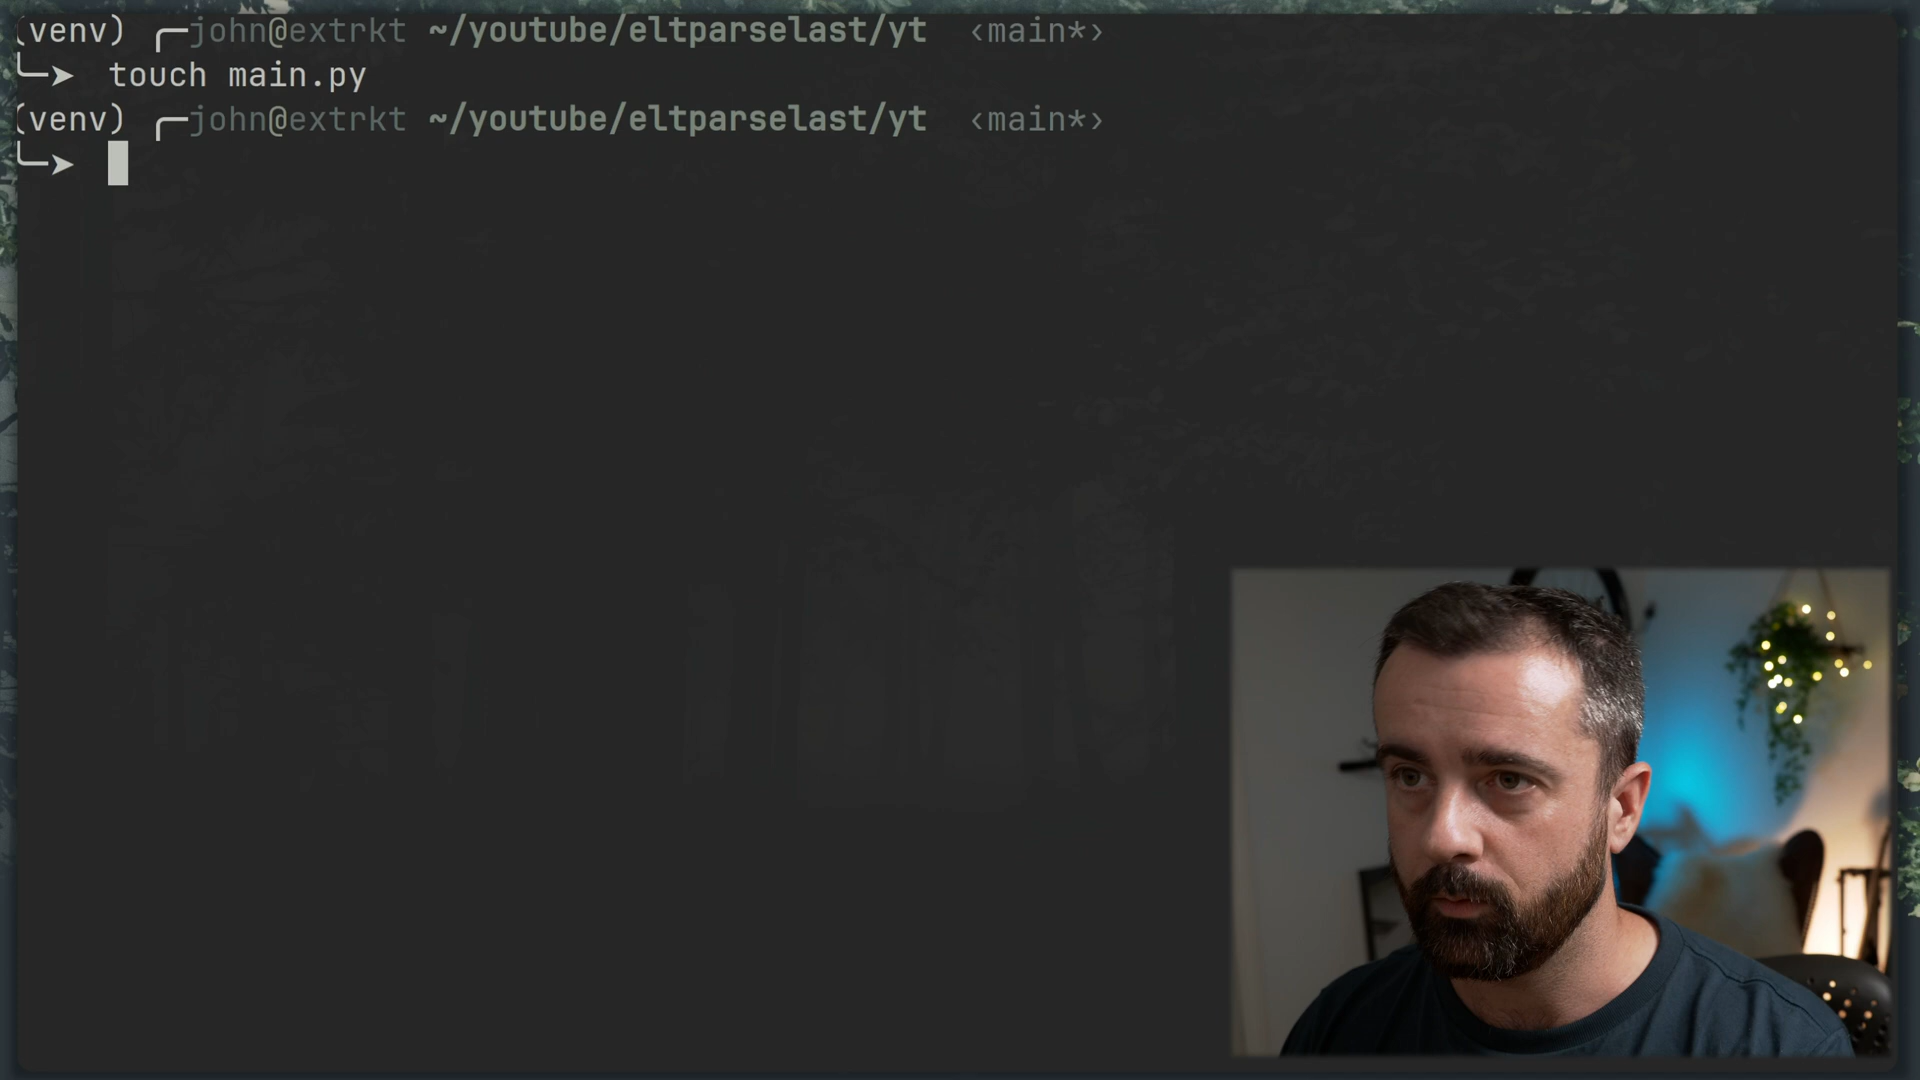 (venv) ╭─john@extrkt ~/youtube/eltparselast/yt ‹main*›
╰─➤ touch main.py
(venv) ╭─john@extrkt ~/youtube/eltparselast/yt ‹main*›
╰─➤